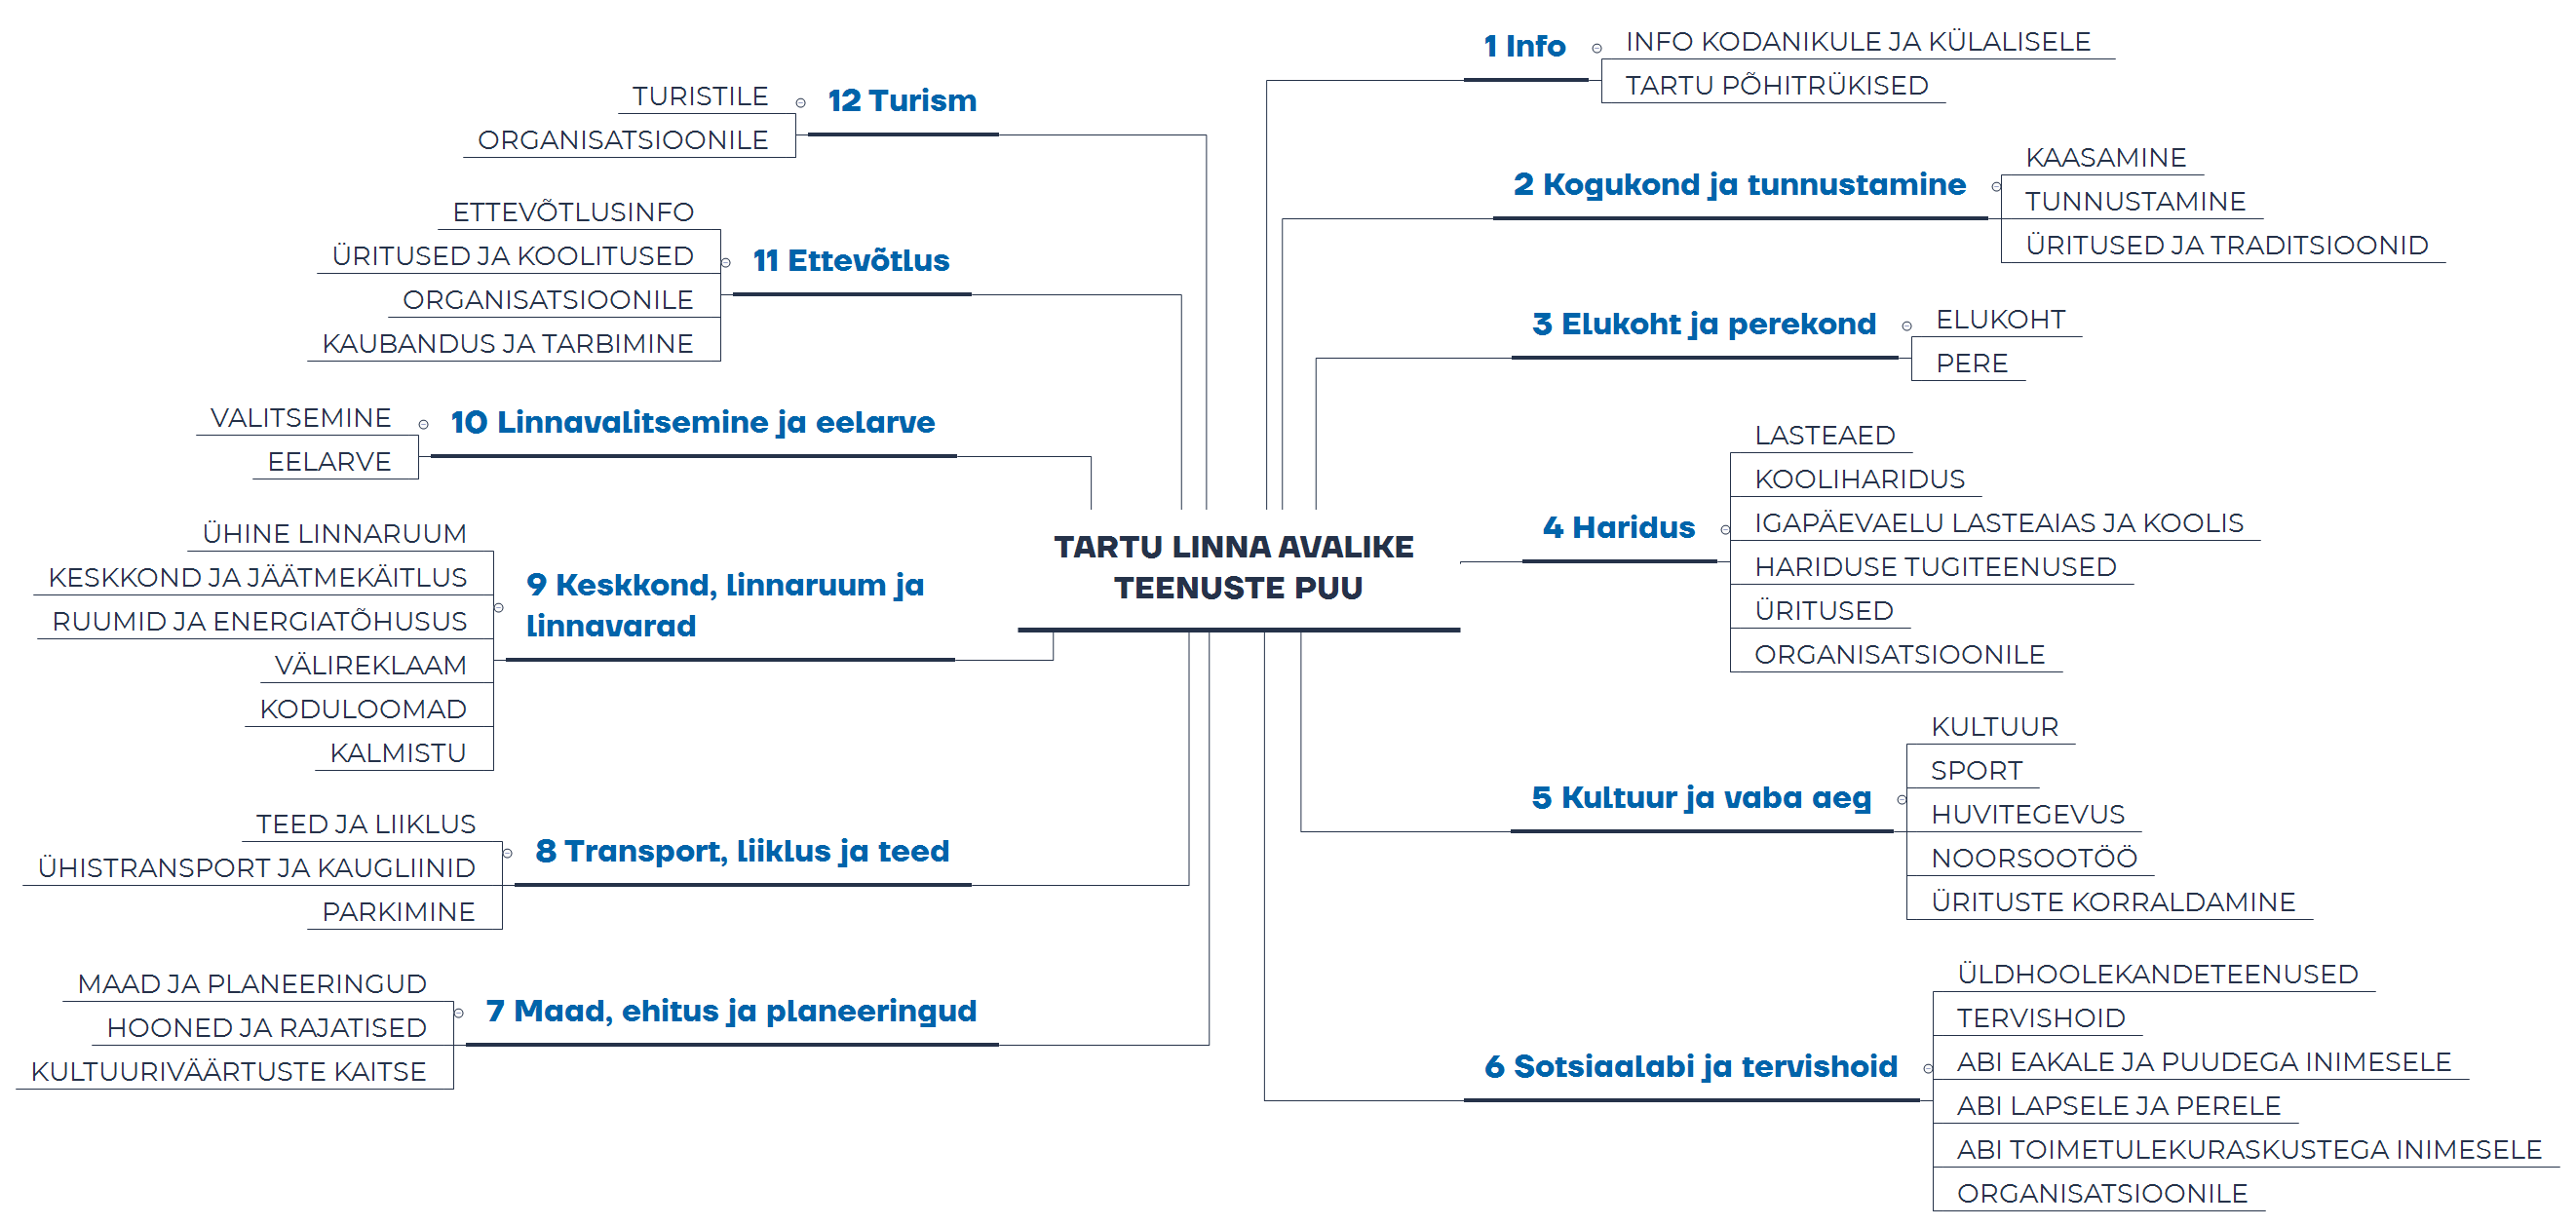 TARTU LINNA AVALIKE
TEENUSTE PUU
1 Info
INFO KODANIKULE JA KÜLALISELE
TARTU PÕHITRÜKISED
2 Kogukond ja tunnustamine
KAASAMINE
TUNNUSTAMINE
ÜRITUSED JA TRADITSIOONID
3 Elukoht ja perekond
ELUKOHT
PERE
4 Haridus
LASTEAED
KOOLIHARIDUS
IGAPÄEVAELU LASTEAIAS JA KOOLIS
HARIDUSE TUGITEENUSED
ÜRITUSED
ORGANISATSIOONILE
5 Kultuur ja vaba aeg
KULTUUR
SPORT
HUVITEGEVUS
NOORSOOTÖÖ
ÜRITUSTE KORRALDAMINE
6 Sotsiaalabi ja tervishoid
ÜLDHOOLEKANDETEENUSED
TERVISHOID
ABI EAKALE JA PUUDEGA INIMESELE
ABI LAPSELE JA PERELE
ABI TOIMETULEKURASKUSTEGA INIMESELE
ORGANISATSIOONILE
7 Maad, ehitus ja planeeringud
MAAD JA PLANEERINGUD
HOONED JA RAJATISED
KULTUURIVÄÄRTUSTE KAITSE
8 Transport, liiklus ja teed
TEED JA LIIKLUS
ÜHISTRANSPORT JA KAUGLIINID
PARKIMINE
9 Keskkond, linnaruum ja
linnavarad
ÜHINE LINNARUUM
KESKKOND JA JÄÄTMEKÄITLUS
RUUMID JA ENERGIATÕHUSUS
VÄLIREKLAAM
KODULOOMAD
KALMISTU
10 Linnavalitsemine ja eelarve
VALITSEMINE
EELARVE
11 Ettevõtlus
ETTEVÕTLUSINFO
ÜRITUSED JA KOOLITUSED
ORGANISATSIOONILE
KAUBANDUS JA TARBIMINE
12 Turism
TURISTILE
ORGANISATSIOONILE